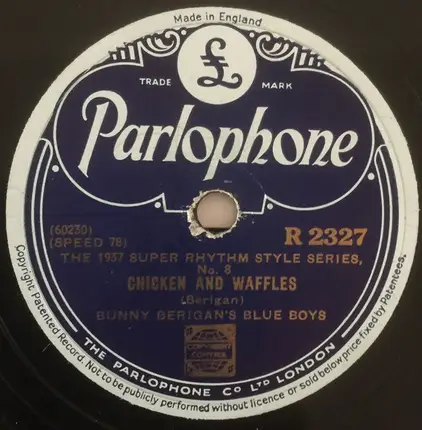 Made in England
£
TRADE MARK
Parlophone
(60230)
(SPEED 78)
R 2327
THE 1937 SUPER RHYTHM STYLE SERIES,
No. 8
CHICKEN AND WAFFLES
(Berigan)
BUNNY BERIGAN'S BLUE BOYS
THE PARLOPHONE CO LTD LONDON
Copyright Patented Record. Not to be publicly performed without licence or sold below price fixed by Patentees.